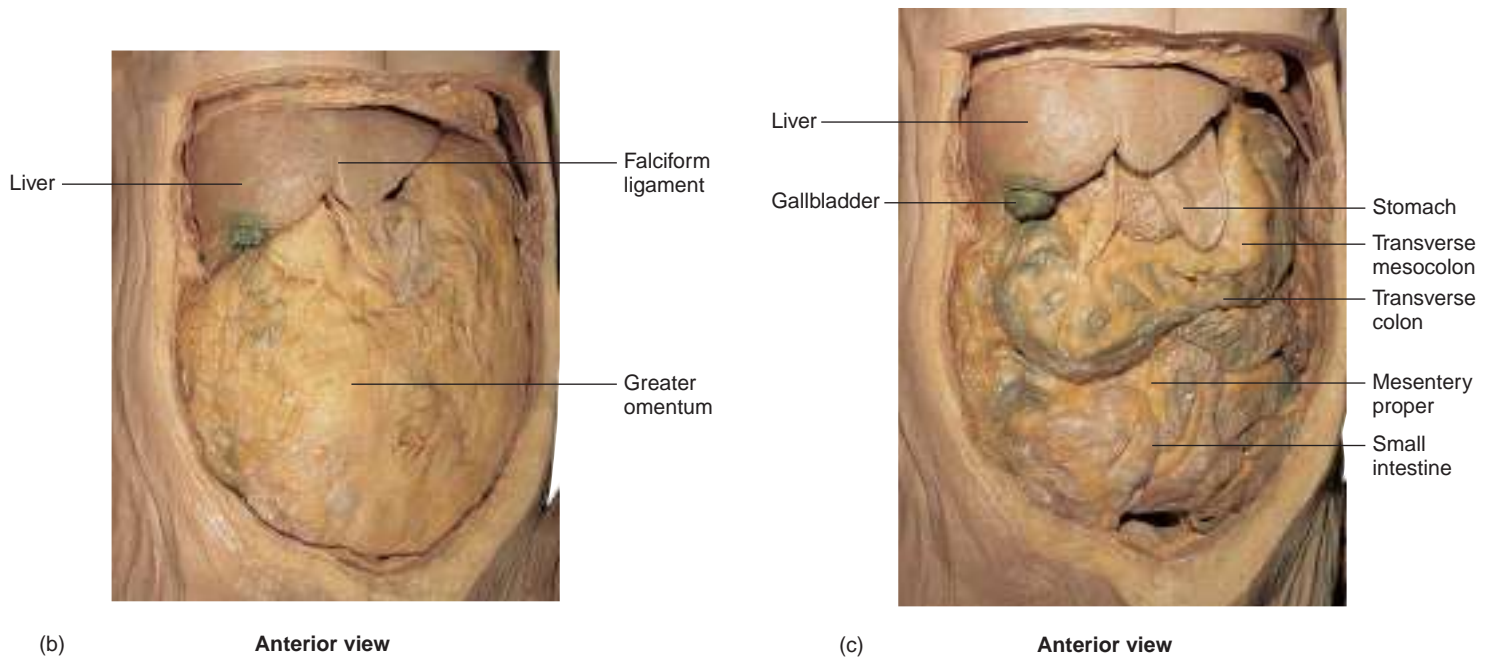 Liver
Falciform
ligament
Greater
omentum
(b)
Anterior view
Liver
Gallbladder
Stomach
Transverse
mesocolon
Transverse
colon
Mesentery
proper
Small
intestine
(c)
Anterior view